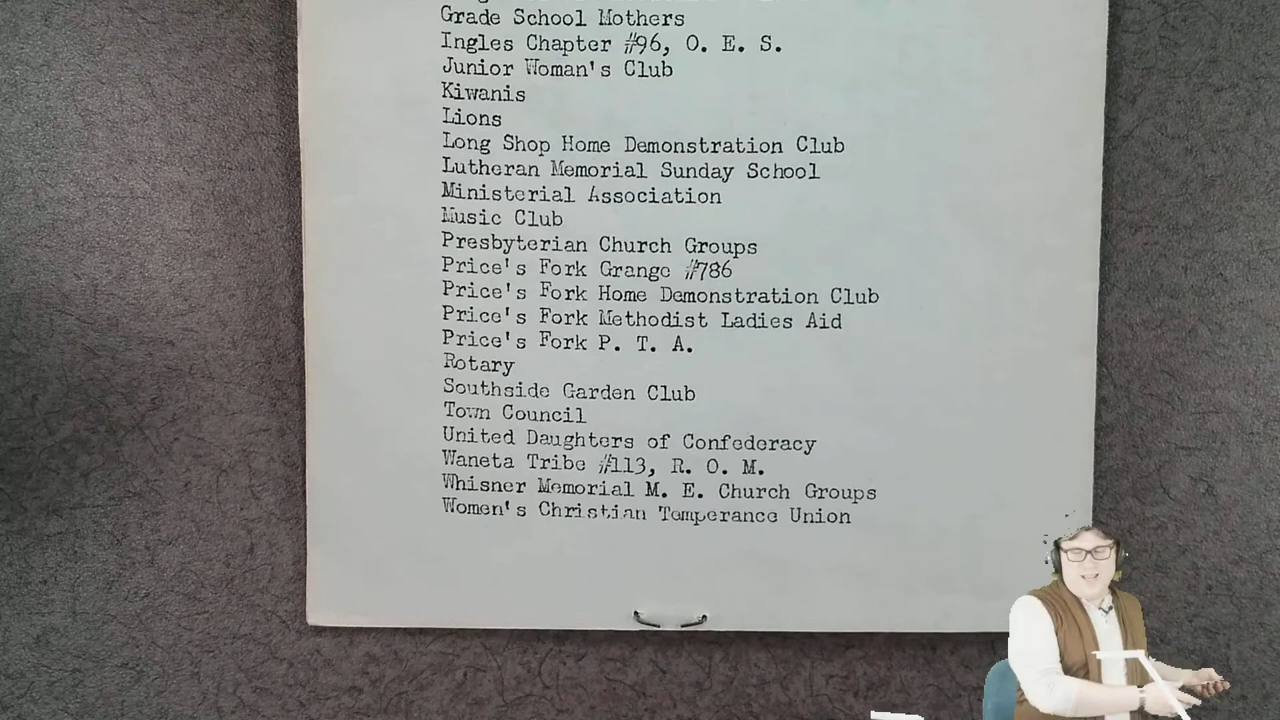 Grade School Mothers
Ingles Chapter #96, O. E. S.
Junior Woman's Club
Kiwanis
Lions
Long Shop Home Demonstration Club
Lutheran Memorial Sunday School
Ministerial Association
Music Club
Presbyterian Church Groups
Price's Fork Grange #786
Price's Fork Home Demonstration Club
Price's Fork Methodist Ladies Aid
Price's Fork P. T. A.
Rotary
Southside Garden Club
Town Council
United Daughters of Confederacy
Waneta Tribe #113, R. O. M.
Whisner Memorial M. E. Church Groups
Women's Christian Temperance Union